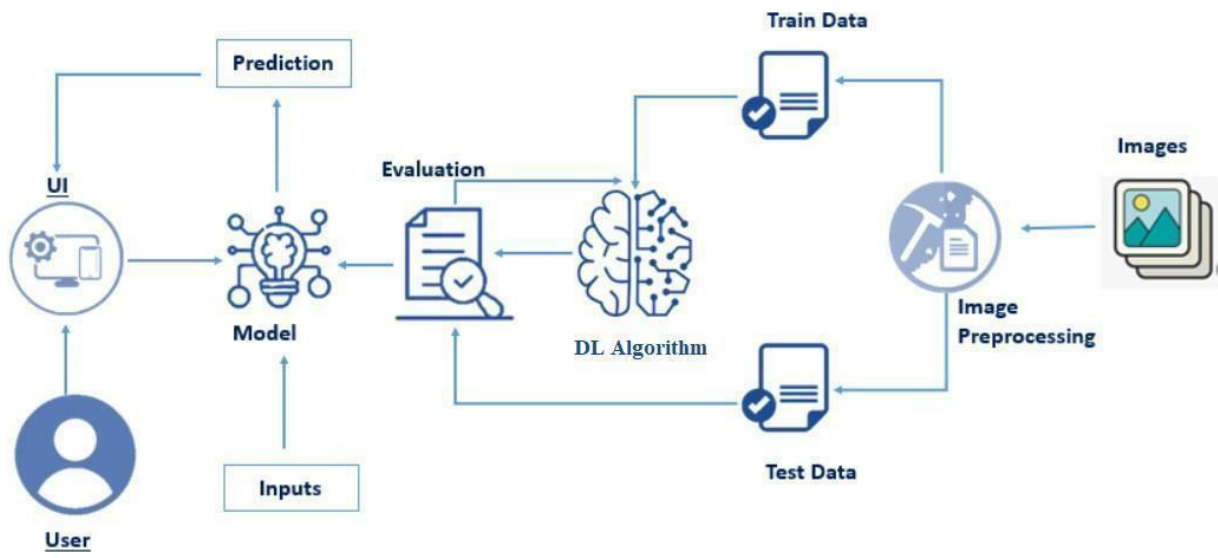 Train Data
Prediction
Images
Evaluation
UI
Model
Image
Preprocessing
DL Algorithm
Inputs
Test Data
User